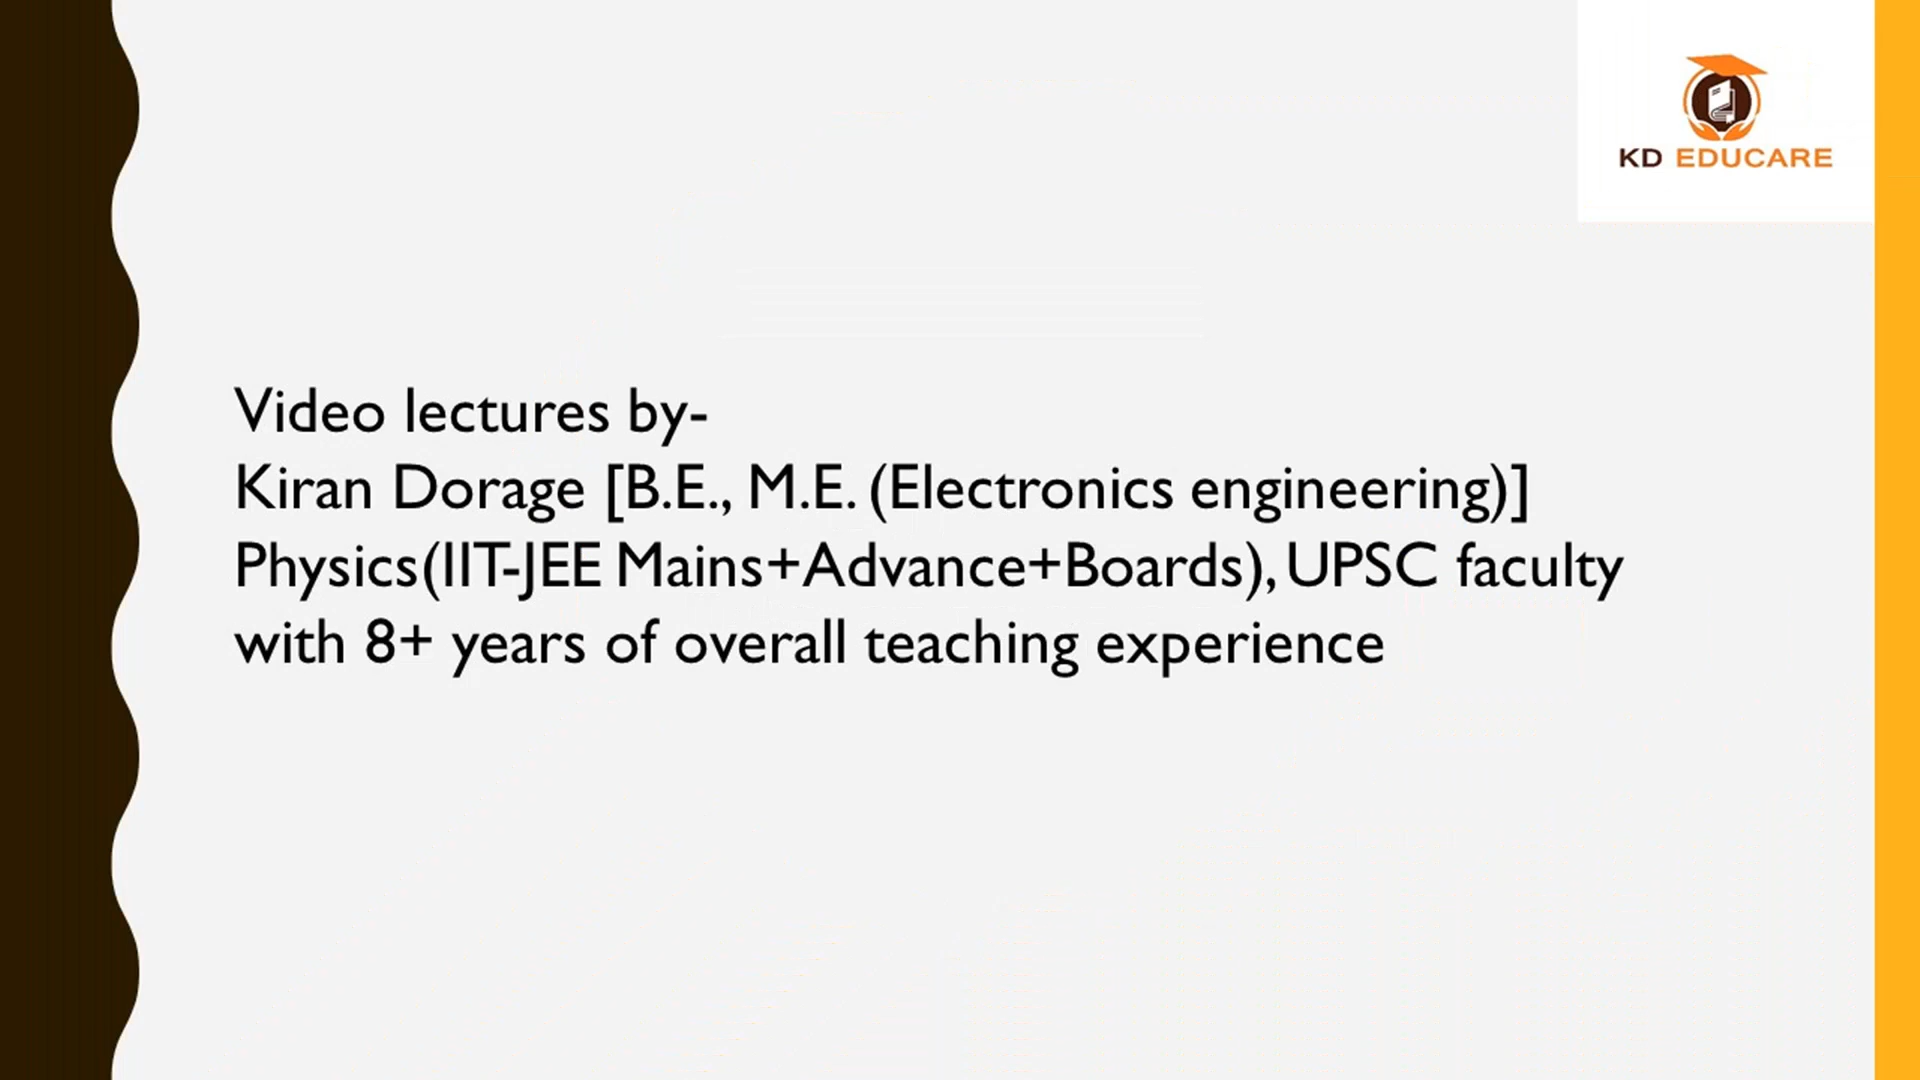 KD EDUCARE
Video lectures by-
Kiran Dorage [B.E., M.E. (Electronics engineering)]
Physics(IIT-JEE Mains+Advance+Boards), UPSC faculty
with 8+ years of overall teaching experience